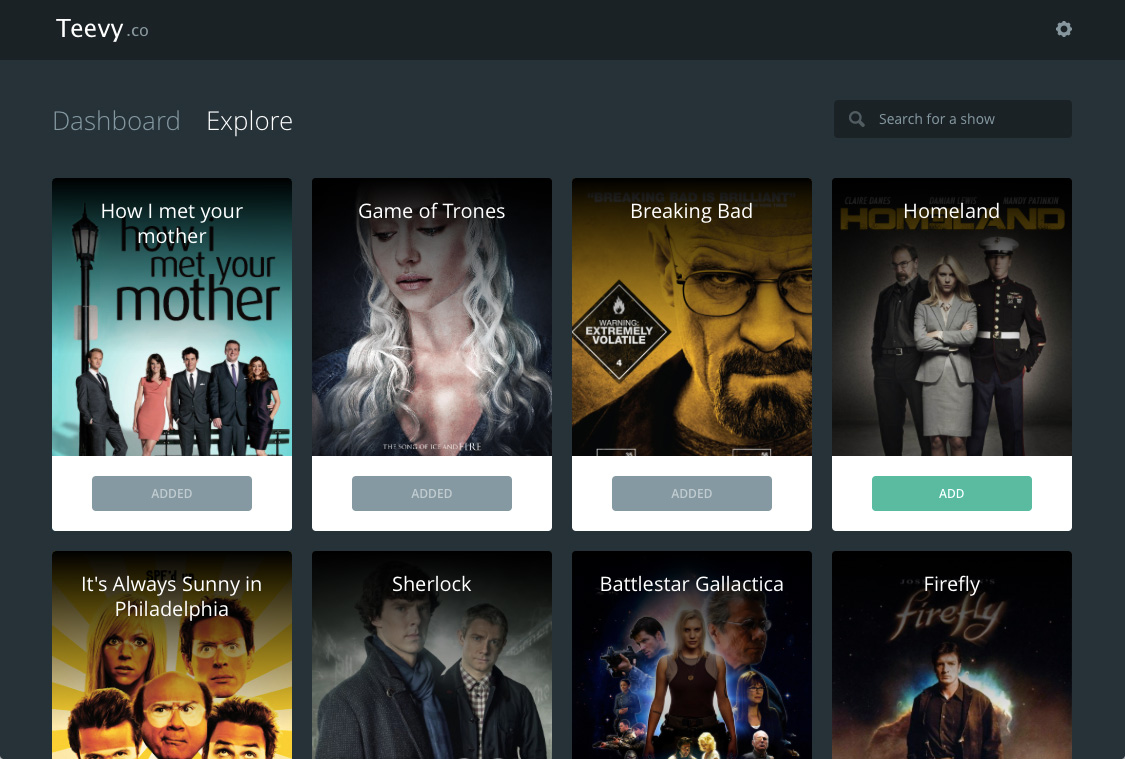 Teevy.co
Dashboard Explore
Search for a show
How I met your
mother
how i
met your
mother
ADDED
Game of Trones
THE SONG OF ICE AND FIRE
ADDED
"BREAKING BAD IS BRILLIANT"
Breaking Bad
WARNING:
EXTREMELY
VOLATILE
4
ADDED
CLAIRE DANES DAMIAN LEWIS MANDY PATINKIN
HOMELAND
Homeland
ADD
It's Always Sunny in
Philadelphia
Sherlock
Battlestar Gallactica
Firefly
firefly